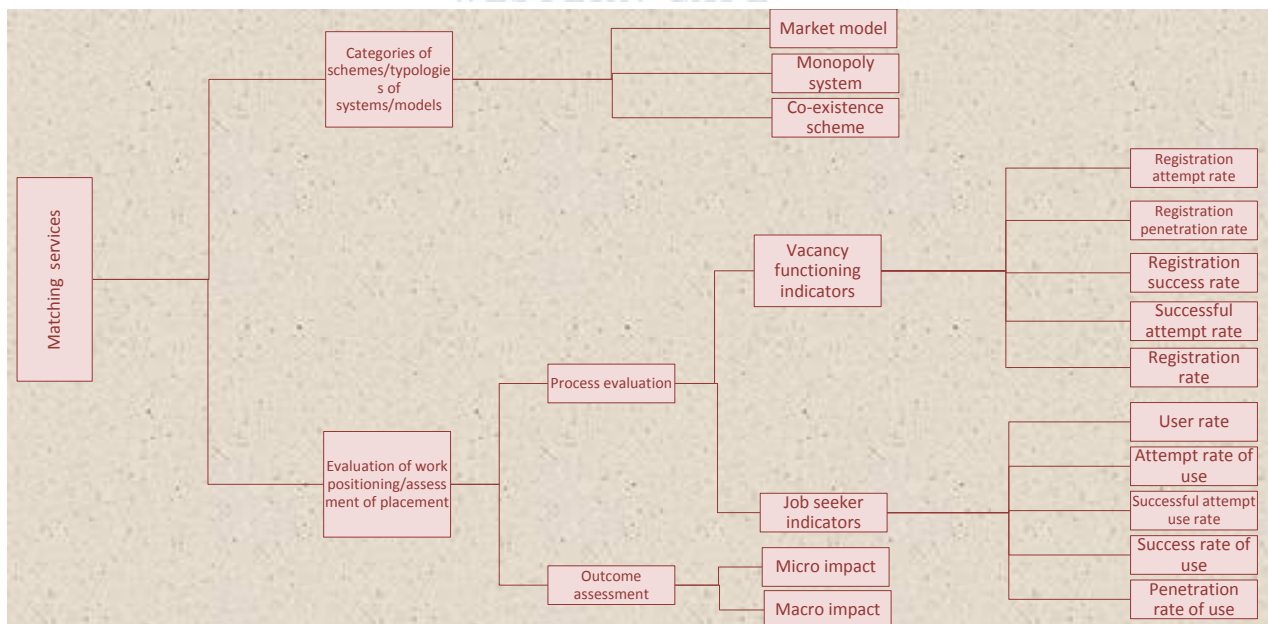 Matching services
Categories of
schemes/typologie
s of
systems/models
Market model
Monopoly
system
Co-existence
scheme
Evaluation of work
positioning/assess
ment of placement
Process evaluation
Vacancy
functioning
indicators
Registration
attempt rate
Registration
penetration rate
Registration
success rate
Successful
attempt rate
Registration
rate
Job seeker
indicators
User rate
Attempt rate of
use
Successful attempt
use rate
Success rate of
use
Penetration
rate of use
Outcome
assessment
Micro impact
Macro impact